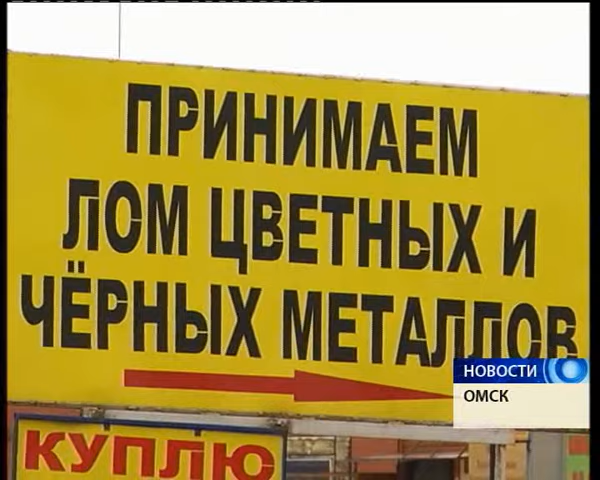 ПРИНИМАЕМ
ЛОМ ЦВЕТНЫХ И
ЧЁРНЫХ МЕТАЛЛОВ
НОВОСТИ
ОМСК
КУПЛЮ